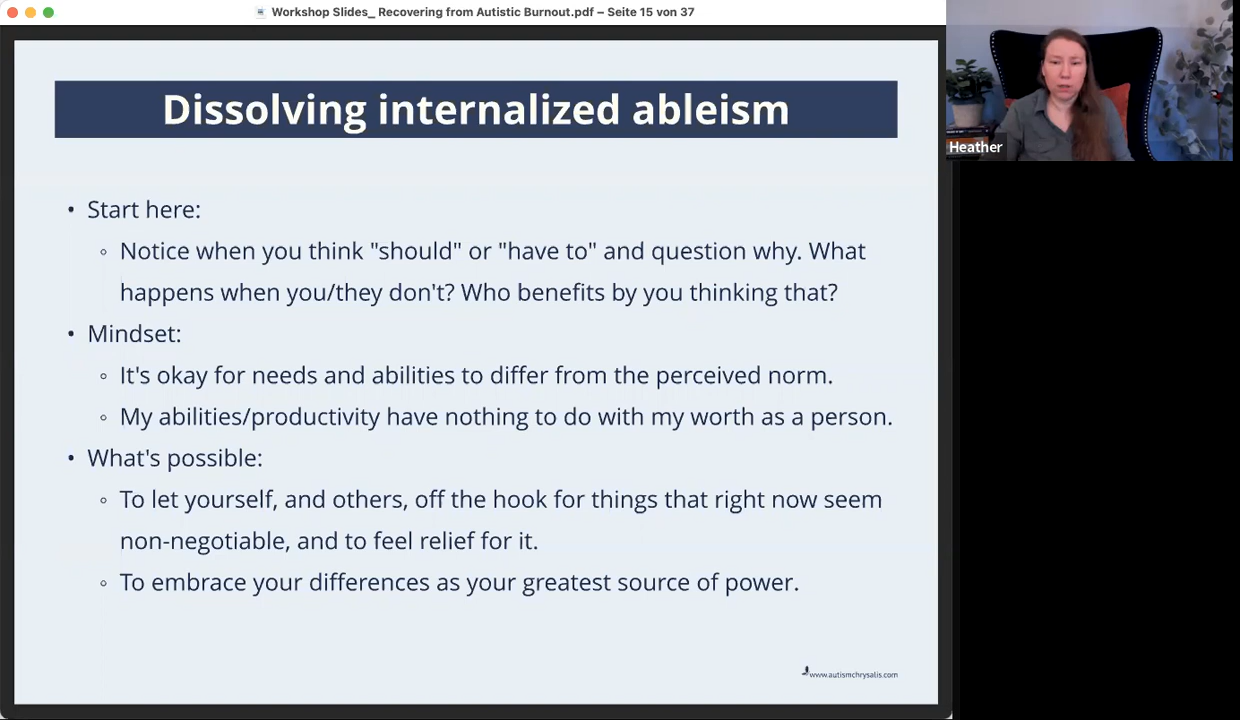 Workshop Slides_ Recovering from Autistic Burnout.pdf – Seite 15 von 37
Heather
Dissolving internalized ableism
• Start here:
◦ Notice when you think "should" or "have to" and question why. What
happens when you/they don't? Who benefits by you thinking that?
• Mindset:
◦ It's okay for needs and abilities to differ from the perceived norm.
◦ My abilities/productivity have nothing to do with my worth as a person.
• What's possible:
◦ To let yourself, and others, off the hook for things that right now seem
non-negotiable, and to feel relief for it.
◦ To embrace your differences as your greatest source of power.
www.autismchrysalis.com